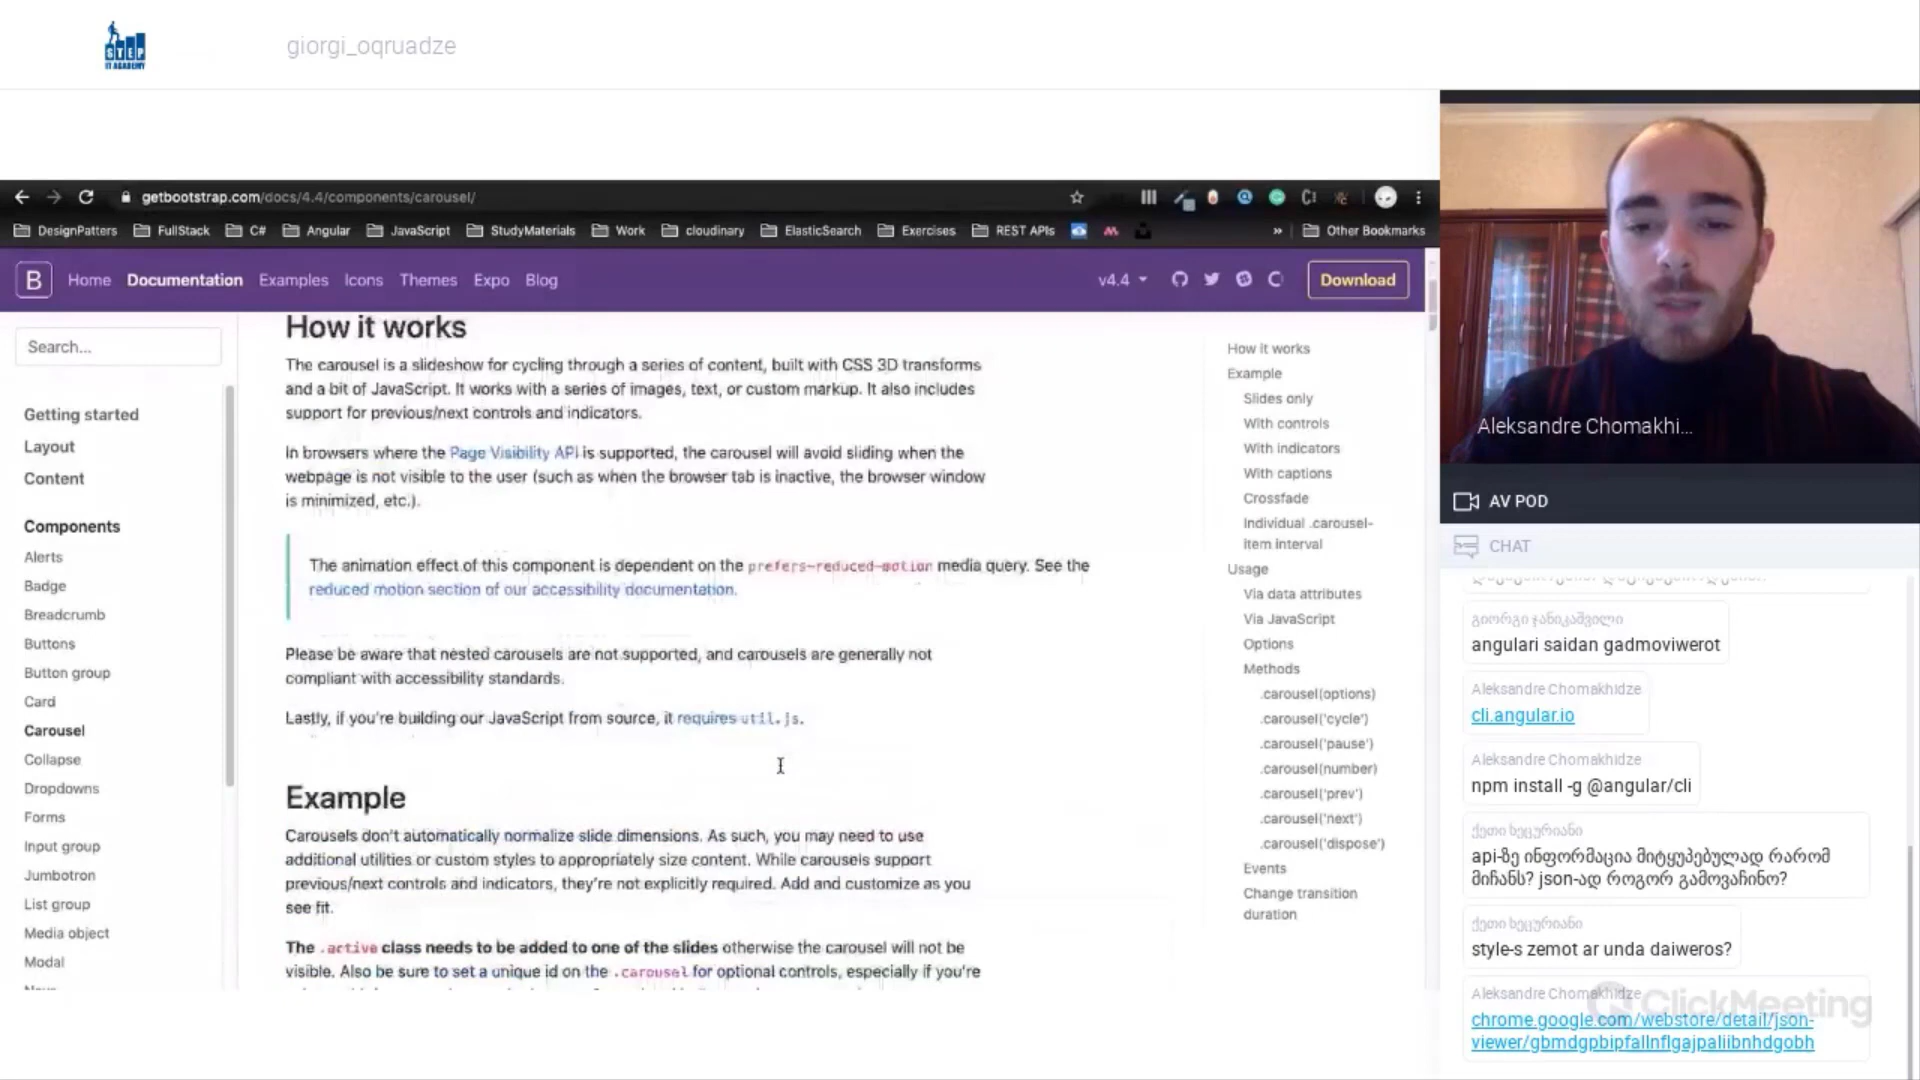 STEP
IT ACADEMY
giorgi_oqruadze
getbootstrap.com/docs/4.4/components/carousel/
DesignPatters FullStack C# Angular JavaScript StudyMaterials Work cloudinary ElasticSearch Exercises REST APIs » Other Bookmarks
B Home Documentation Examples Icons Themes Expo Blog v4.4 Download
Search...
Getting started
Layout
Content
Components
Alerts
Badge
Breadcrumb
Buttons
Button group
Card
Carousel
Collapse
Dropdowns
Forms
Input group
Jumbotron
List group
Media object
Modal
How it works
The carousel is a slideshow for cycling through a series of content, built with CSS 3D transforms
and a bit of JavaScript. It works with a series of images, text, or custom markup. It also includes
support for previous/next controls and indicators.
In browsers where the Page Visibility API is supported, the carousel will avoid sliding when the
webpage is not visible to the user (such as when the browser tab is inactive, the browser window
is minimized, etc.).
The animation effect of this component is dependent on the prefers-reduced-motion media query. See the
reduced motion section of our accessibility documentation.
Please be aware that nested carousels are not supported, and carousels are generally not
compliant with accessibility standards.
Lastly, if you're building our JavaScript from source, it requires util.js.
Example
Carousels don't automatically normalize slide dimensions. As such, you may need to use
additional utilities or custom styles to appropriately size content. While carousels support
previous/next controls and indicators, they're not explicitly required. Add and customize as you
see fit.
The .active class needs to be added to one of the slides otherwise the carousel will not be
visible. Also be sure to set a unique id on the .carousel for optional controls, especially if you're
How it works
Example
Slides only
With controls
With indicators
With captions
Crossfade
Individual .carousel-
item interval
Usage
Via data attributes
Via JavaScript
Options
Methods
.carousel(options)
.carousel('cycle')
.carousel('pause')
.carousel(number)
.carousel('prev')
.carousel('next')
.carousel('dispose')
Events
Change transition
duration
Aleksandre Chomakhi...
AV POD
CHAT
გიორგი ჯანიკაშვილი
angulari saidan gadmoviwerot
Aleksandre Chomakhidze
cli.angular.io
Aleksandre Chomakhidze
npm install -g @angular/cli
ქეთი ხეცურიანი
api-ზე ინფორმაცია მიტყუპებულად რარომ
მიჩანს? json-ად როგორ გამოვაჩინო?
ქეთი ხეცურიანი
style-s zemot ar unda daiweros?
Aleksandre Chomakhidze
chrome.google.com/webstore/detail/json-
viewer/gbmdgpbipfallnflgajpaliibnhdgobh
ClickMeeting